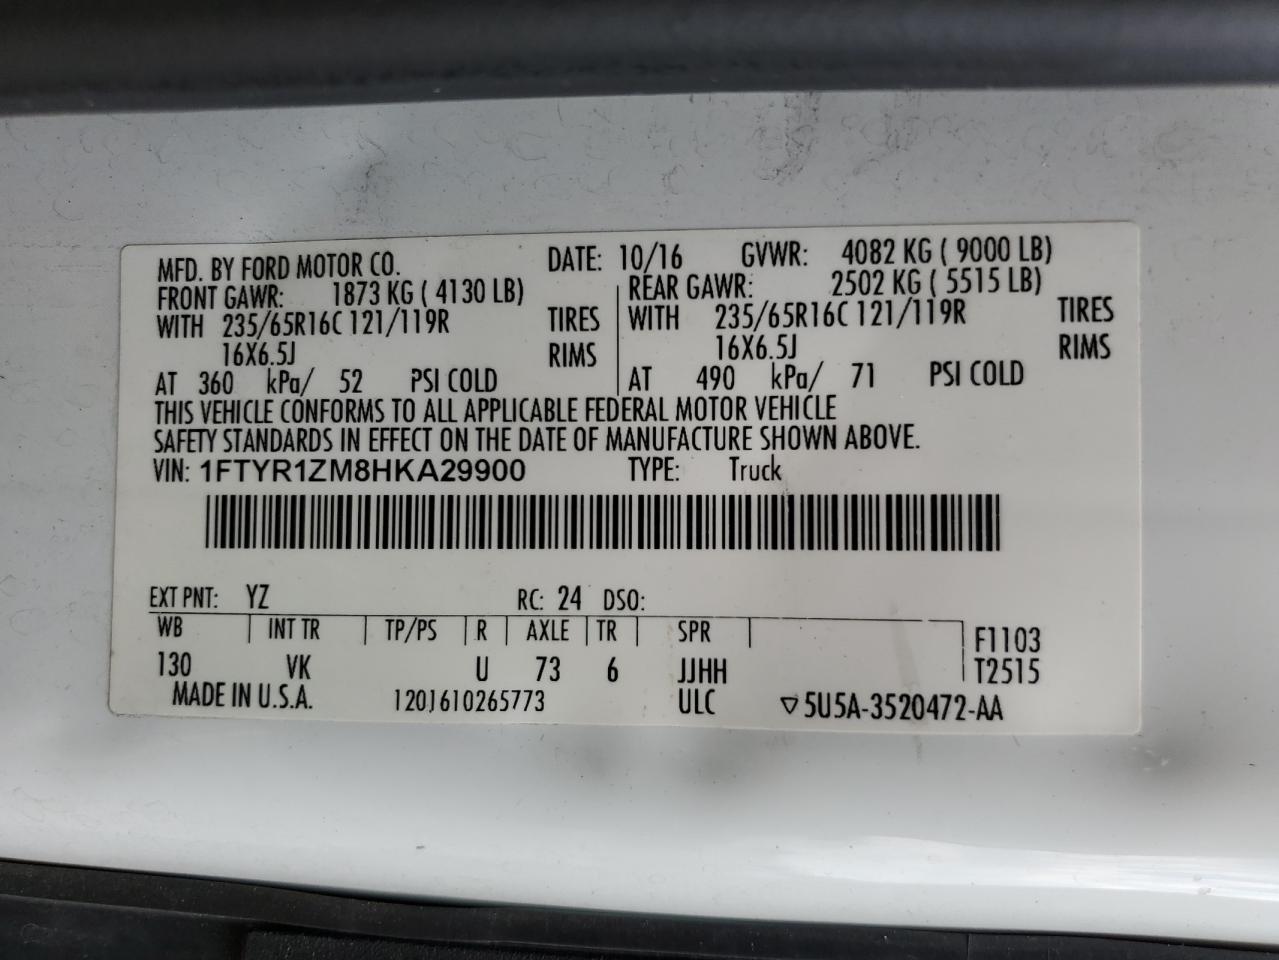 MFD. BY FORD MOTOR CO. DATE: 10/16 GVWR: 4082 KG ( 9000 LB)
FRONT GAWR: 1873 KG ( 4130 LB) REAR GAWR: 2502 KG ( 5515 LB)
WITH 235/65R16C 121/119R TIRES WITH 235/65R16C 121/119R TIRES
16X6.5J RIMS 16X6.5J RIMS
AT 360 kPa/ 52 PSI COLD AT 490 kPa/ 71 PSI COLD
THIS VEHICLE CONFORMS TO ALL APPLICABLE FEDERAL MOTOR VEHICLE
SAFETY STANDARDS IN EFFECT ON THE DATE OF MANUFACTURE SHOWN ABOVE.
VIN: 1FTYR1ZM8HKA29900 TYPE: Truck
EXT PNT: YZ RC: 24 DSO:
WB INT TR TP/PS R AXLE TR SPR F1103
130 VK U 73 6 JJHH T2515
MADE IN U.S.A. 120J610265773 ULC ▽5U5A-3520472-AA